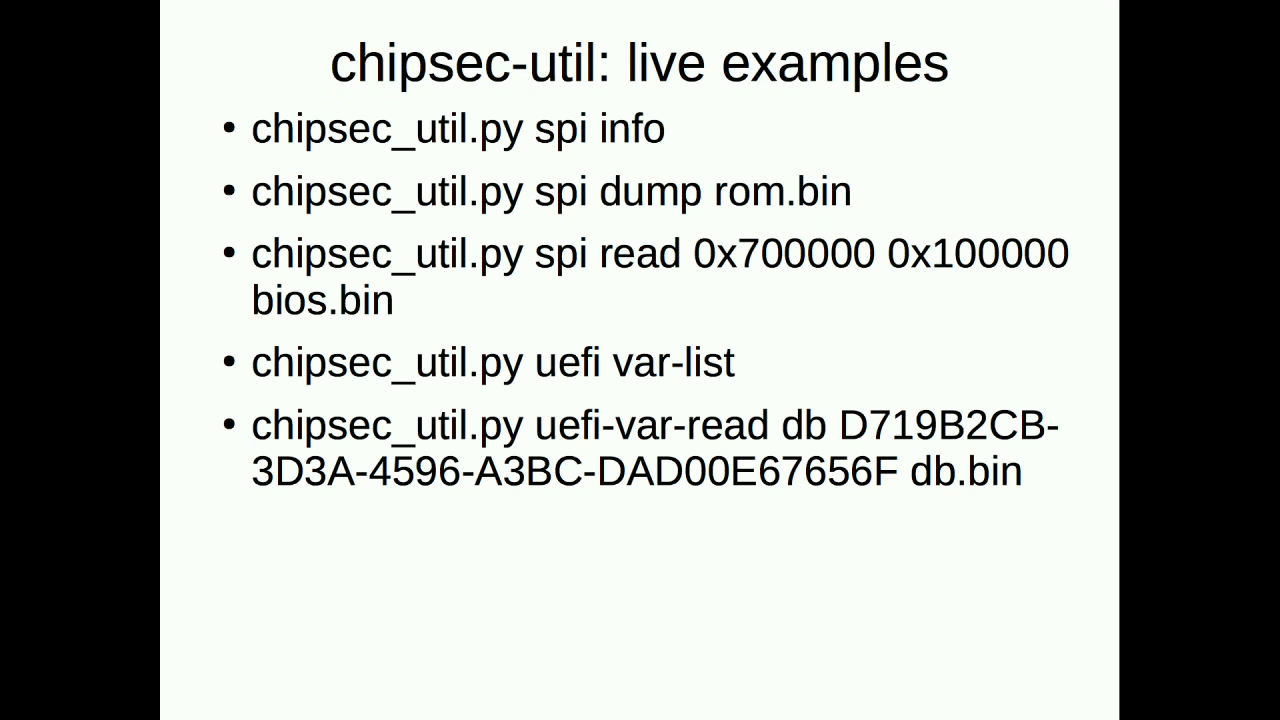 chipsec-util: live examples
• chipsec_util.py spi info
• chipsec_util.py spi dump rom.bin
• chipsec_util.py spi read 0x700000 0x100000
bios.bin
• chipsec_util.py uefi var-list
• chipsec_util.py uefi-var-read db D719B2CB-
3D3A-4596-A3BC-DAD00E67656F db.bin